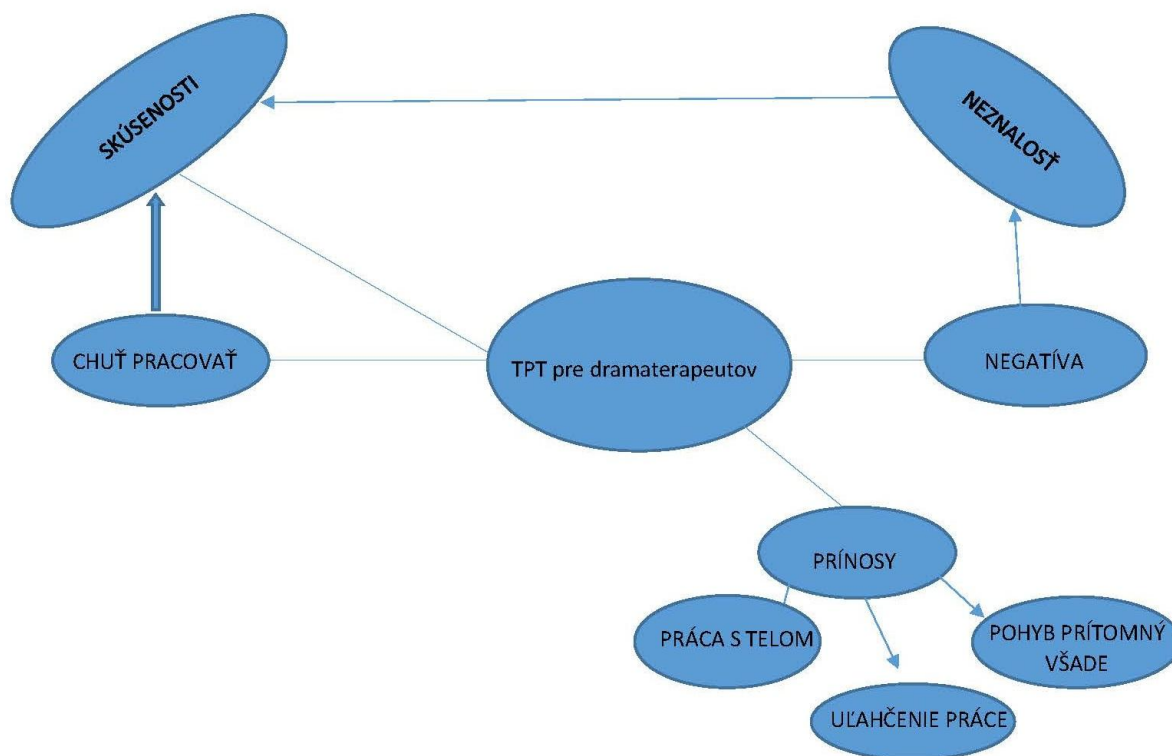 SKÚSENOSTI
NEZNALOSŤ
CHUŤ PRACOVAŤ
TPT pre dramaterapeutov
NEGATÍVA
PRÍNOSY
PRÁCA S TELOM
POHYB PRÍTOMNÝ
VŠADE
UĽAHČENIE PRÁCE